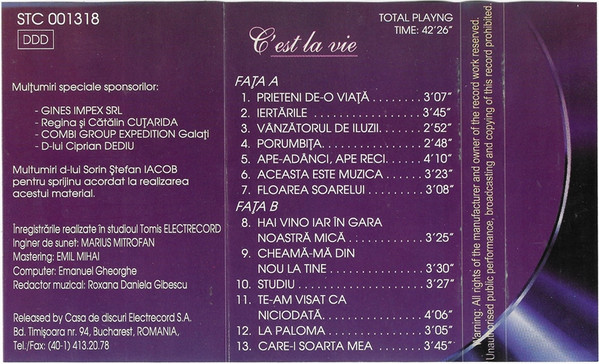 STC 001318
DDD
Mulțumiri speciale sponsorilor:
- GINES IMPEX SRL
- Regina și Cătălin CUȚARIDA
- COMBI GROUP EXPEDITION Galați
- D-lui Ciprian DEDIU
Multumiri d-lui Sorin Ștefan IACOB
pentru sprijinu acordat la realizarea
acestui material.
Înregistrările realizate în studioul Tomis ELECTRECORD
Inginer de sunet: MARIUS MITROFAN
Mastering: EMIL MIHAI
Computer: Emanuel Gheorghe
Redactor muzical: Roxana Daniela Gibescu
Released by Casa de discuri Electrecord S.A.
Bd. Timișoara nr. 94, Bucharest, ROMANIA,
Tel./Fax: (40-1) 413.20.78
TOTAL PLAYNG
TIME: 42'26"
C'est la vie
FAȚA A
1. PRIETENI DE-O VIAȚĂ ........ 3'07"
2. IERTĂRILE .................. 3'45"
3. VÂNZĂTORUL DE ILUZII ....... 2'52"
4. PORUMBIȚA .................. 2'48"
5. APE-ADÂNCI, APE RECI ....... 4'10"
6. ACEASTA ESTE MUZICA ........ 3'23"
7. FLOAREA SOARELUI ........... 3'08"
FAȚA B
8. HAI VINO IAR ÎN GARA
NOASTRĂ MICĂ .................. 3'25"
9. CHEAMĂ-MĂ DIN
NOU LA TINE ................... 3'30"
10. STUDIU .................... 3'27"
11. TE-AM VISAT CA
NICIODATĂ ..................... 4'06"
12. LA PALOMA ................. 3'05"
13. CARE-I SOARTA MEA ......... 3'45"
Warning: All rights of the manufacturer and owner of the record work reserved.
Unauthorised public performance, broadcasting and copying of this record prohibited.